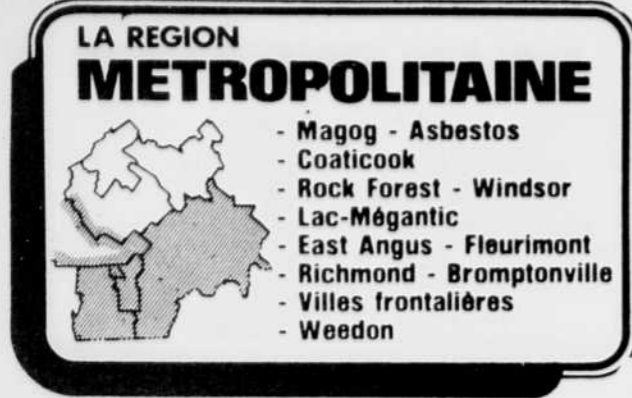 LA REGION
METROPOLITAINE
- Magog - Asbestos
- Coaticook
- Rock Forest - Windsor
- Lac-Mégantic
- East Angus - Fleurimont
- Richmond - Bromptonville
- Villes frontalières
- Weedon